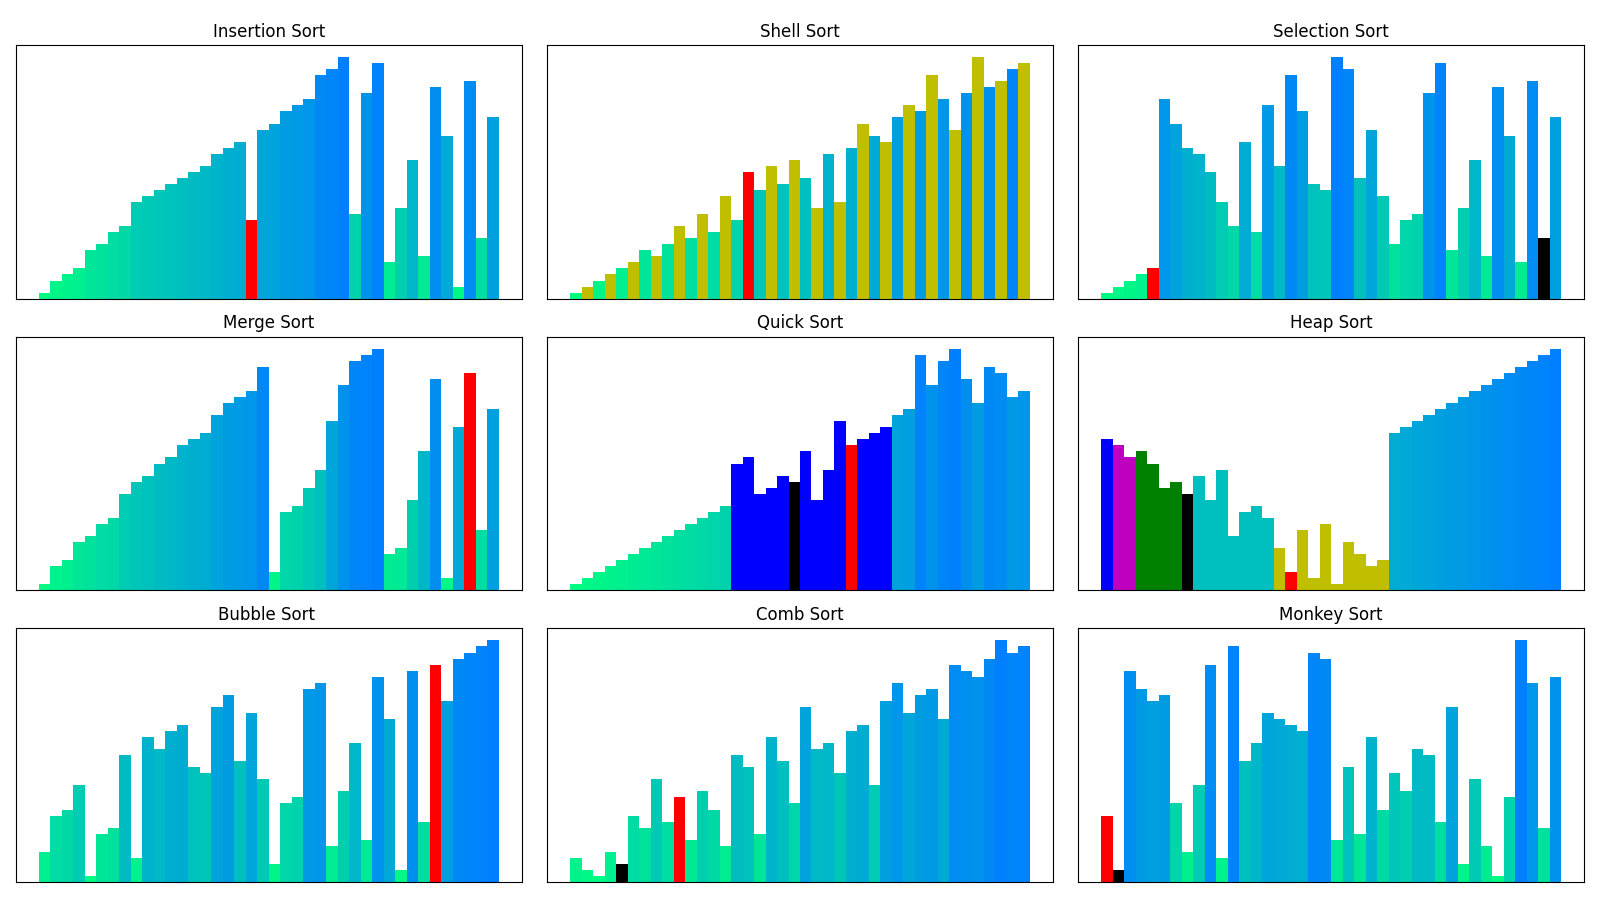 Insertion Sort
Shell Sort
Selection Sort
Merge Sort
Quick Sort
Heap Sort
Bubble Sort
Comb Sort
Monkey Sort